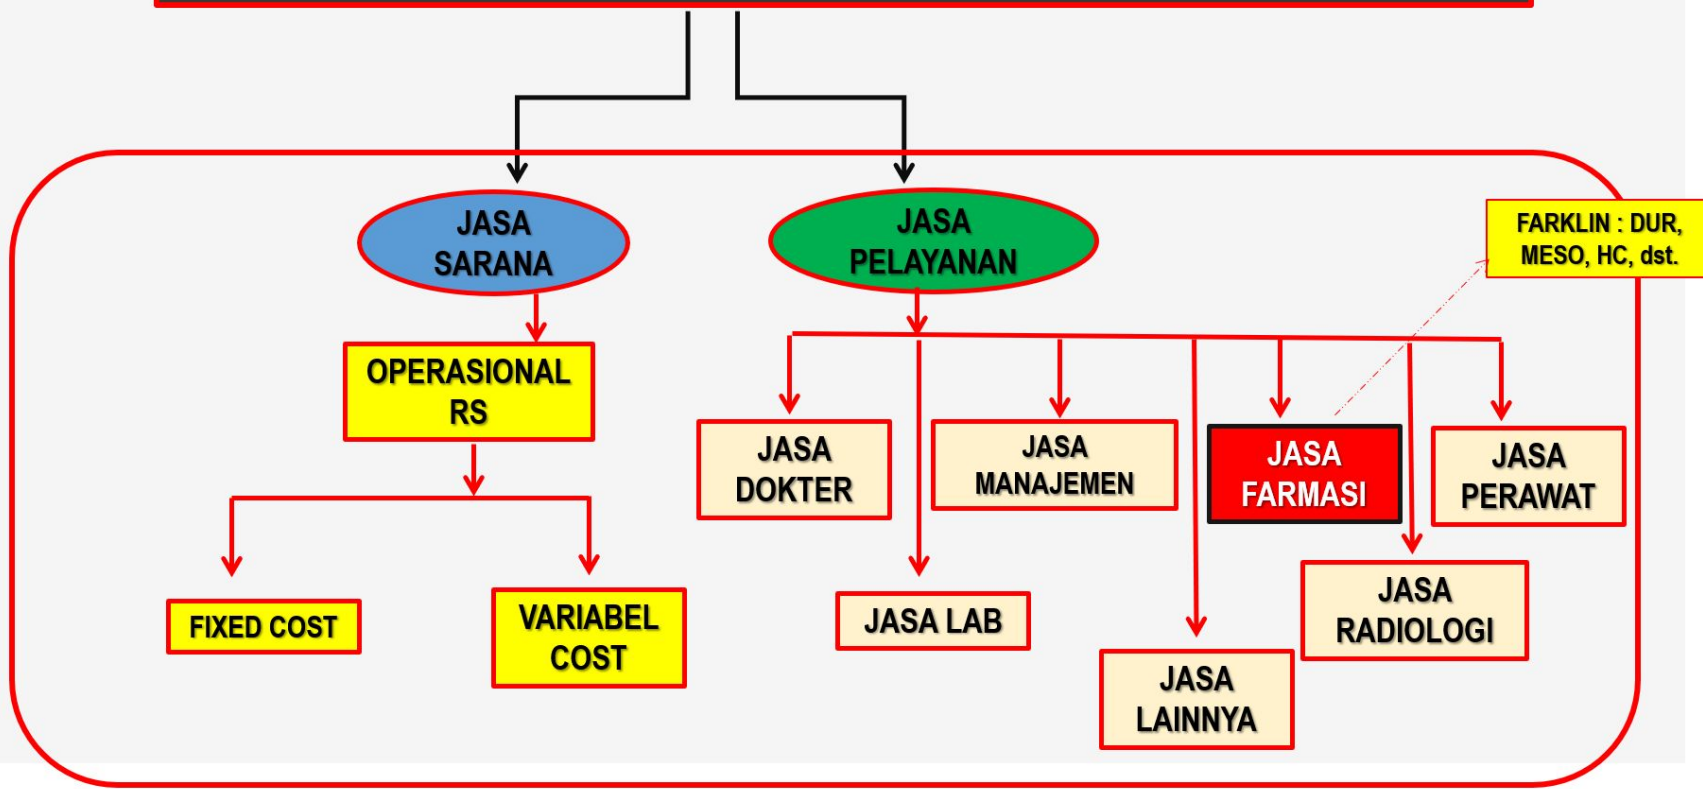 JASA
SARANA
JASA
PELAYANAN
FARKLIN : DUR,
MESO, HC, dst.
OPERASIONAL
RS
JASA
DOKTER
JASA
MANAJEMEN
JASA
FARMASI
JASA
PERAWAT
FIXED COST
VARIABEL
COST
JASA LAB
JASA
RADIOLOGI
JASA
LAINNYA